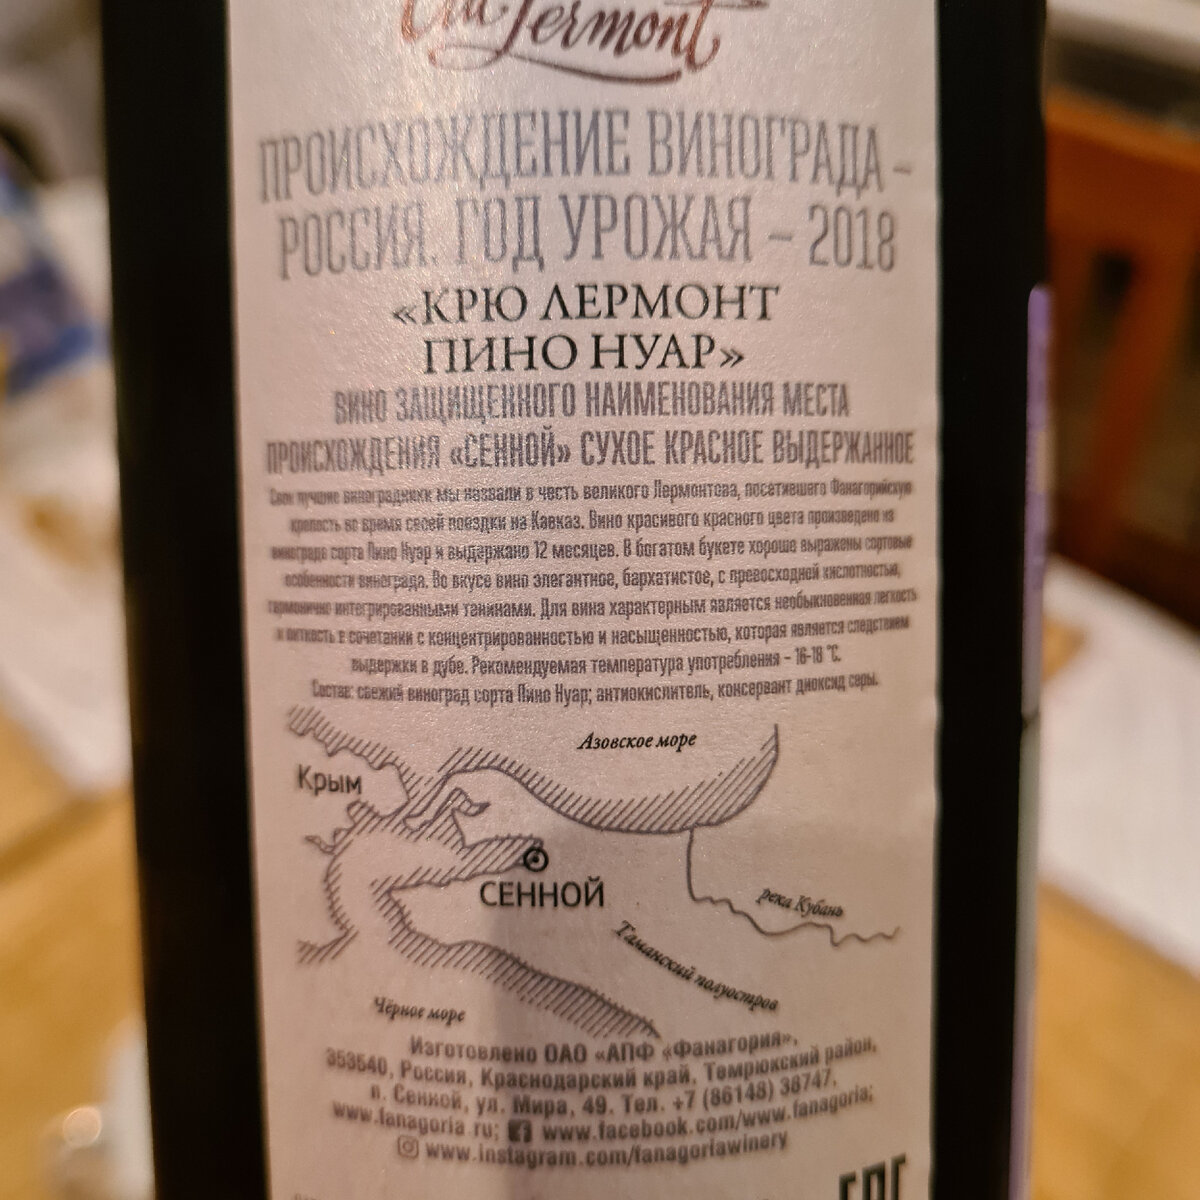 Cru Lermont
ПРОИСХОЖДЕНИЕ ВИНОГРАДА –
РОССИЯ. ГОД УРОЖАЯ – 2018
«КРЮ ЛЕРМОНТ
ПИНО НУАР»
ВИНО ЗАЩИЩЕННОГО НАИМЕНОВАНИЯ МЕСТА
ПРОИСХОЖДЕНИЯ «СЕННОЙ» СУХОЕ КРАСНОЕ ВЫДЕРЖАННОЕ
Свои лучшие виноградники мы назвали в честь великого Лермонтова, посетившего Фанагорийскую
крепость во время своей поездки на Кавказ. Вино красивого красного цвета произведено из
винограда сорта Пино Нуар и выдержано 12 месяцев. В богатом букете хорошо выражены сортовые
особенности винограда. Во вкусе вино элегантное, бархатистое, с превосходной кислотностью,
гармонично интегрированными танинами. Для вина характерным является необыкновенная легкость
и питкость в сочетании с концентрированностью и насыщенностью, которая является следствием
выдержки в дубе. Рекомендуемая температура употребления – 16-18 °С.
Состав: свежий виноград сорта Пино Нуар; антиокислитель, консервант диоксид серы.
Азовское море
Крым
СЕННОЙ
река Кубань
Таманский полуостров
Чёрное море
Изготовлено ОАО «АПФ «Фанагория».
353540, Россия, Краснодарский край, Темрюкский район,
п. Сенной, ул. Мира, 49. Тел. +7 (86148) 38747.
www.fanagoria.ru; www.facebook.com/www.fanagoria;
www.instagram.com/fanagoriawinery